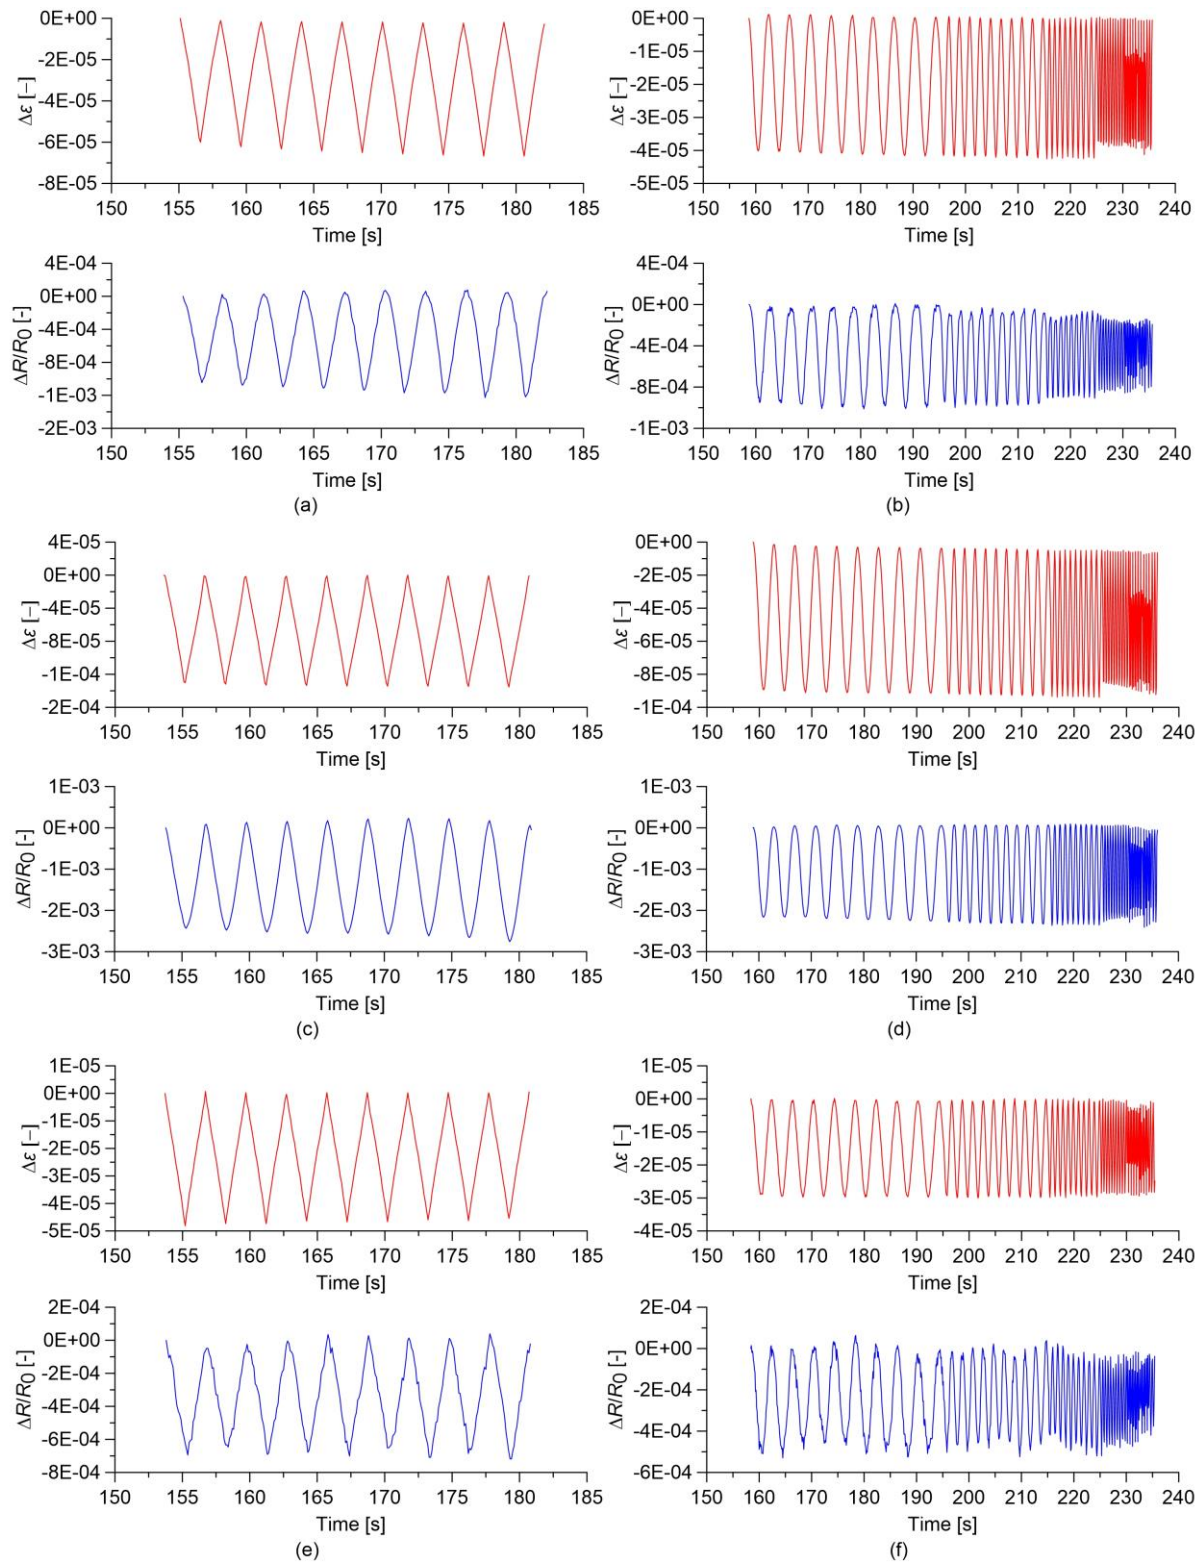 0E+00
-2E-05
-4E-05
-6E-05
-8E-05
Δε [–]
150 155 160 165 170 175 180 185
Time [s]
0E+00
-1E-05
-2E-05
-3E-05
-4E-05
-5E-05
Δε [–]
150 160 170 180 190 200 210 220 230 240
Time [s]
4E-04
0E+00
-4E-04
-8E-04
-1E-03
-2E-03
ΔR/R0 [-]
150 155 160 165 170 175 180 185
Time [s]
(a)
4E-04
0E+00
-4E-04
-8E-04
-1E-03
ΔR/R0 [-]
150 160 170 180 190 200 210 220 230 240
Time [s]
(b)
4E-05
0E+00
-4E-05
-8E-05
-1E-04
-2E-04
Δε [–]
150 155 160 165 170 175 180 185
Time [s]
0E+00
-2E-05
-4E-05
-6E-05
-8E-05
-1E-04
Δε [–]
150 160 170 180 190 200 210 220 230 240
Time [s]
1E-03
0E+00
-1E-03
-2E-03
-3E-03
ΔR/R0 [-]
150 155 160 165 170 175 180 185
Time [s]
(c)
1E-03
0E+00
-1E-03
-2E-03
-3E-03
ΔR/R0 [-]
150 160 170 180 190 200 210 220 230 240
Time [s]
(d)
1E-05
0E+00
-1E-05
-2E-05
-3E-05
-4E-05
-5E-05
Δε [–]
150 155 160 165 170 175 180 185
Time [s]
1E-05
0E+00
-1E-05
-2E-05
-3E-05
-4E-05
Δε [–]
150 160 170 180 190 200 210 220 230 240
Time [s]
2E-04
0E+00
-2E-04
-4E-04
-6E-04
-8E-04
ΔR/R0 [-]
150 155 160 165 170 175 180 185
Time [s]
(e)
2E-04
0E+00
-2E-04
-4E-04
-6E-04
ΔR/R0 [-]
150 160 170 180 190 200 210 220 230 240
Time [s]
(f)